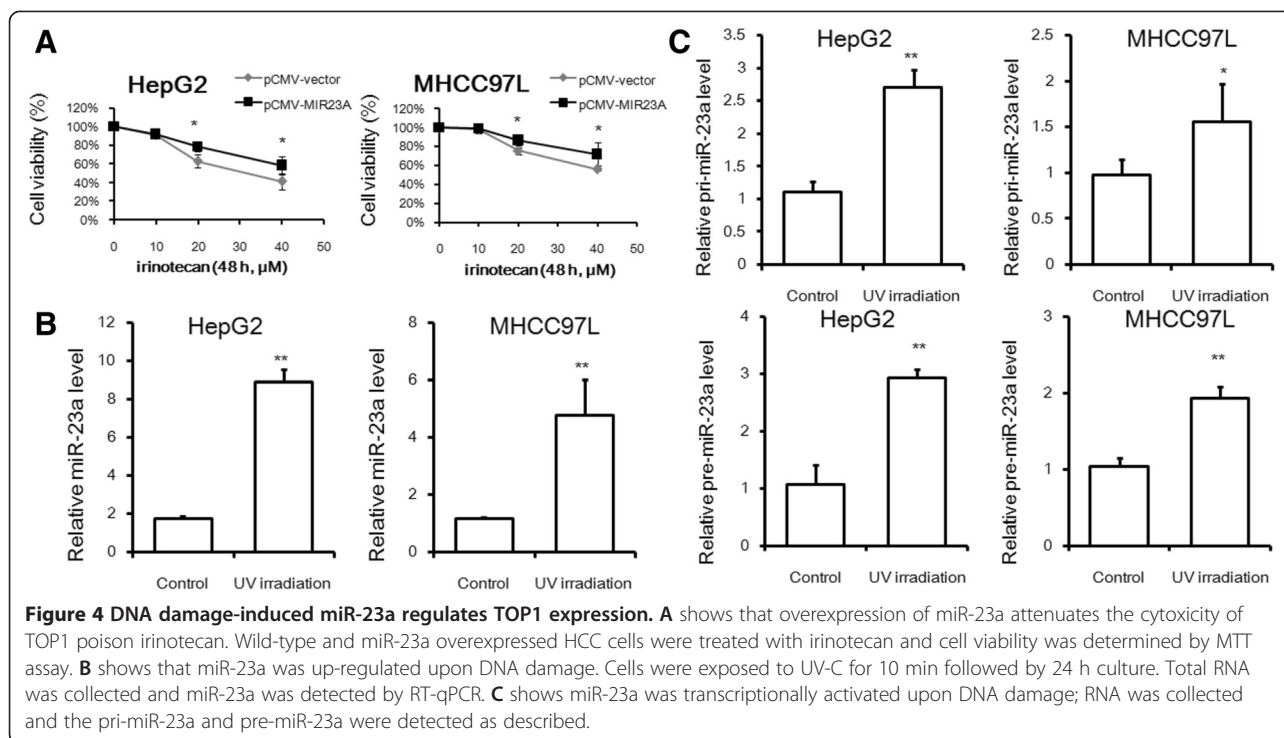 A
HepG2
pCMV-vector
pCMV-MIR23A
Cell viability (%)
120%
100%
80%
60%
40%
20%
0%
*
*
0 10 20 30 40 50
irinotecan (48 h, µM)
MHCC97L
pCMV-vector
pCMV-MIR23A
Cell viability (%)
120%
100%
80%
60%
40%
20%
0%
*
*
0 10 20 30 40 50
irinotecan (48 h, µM)
B
HepG2
Relative miR-23a level
12
10
8
6
4
2
0
**
Control UV irradiation
MHCC97L
Relative miR-23a level
8
6
4
2
0
**
Control UV irradiation
C
HepG2
Relative pri-miR-23a level
3.5
3
2.5
2
1.5
1
0.5
0
**
Control UV irradiation
MHCC97L
Relative pri-miR-23a level
2.5
2
1.5
1
0.5
0
*
Control UV irradiation
HepG2
Relative pre-miR-23a level
4
3
2
1
0
**
Control UV irradiation
MHCC97L
Relative pre-miR-23a level
3
2
1
0
**
Control UV irradiation
Figure 4 DNA damage-induced miR-23a regulates TOP1 expression. A shows that overexpression of miR-23a attenuates the cytoxicity of
TOP1 poison irinotecan. Wild-type and miR-23a overexpressed HCC cells were treated with irinotecan and cell viability was determined by MTT
assay. B shows that miR-23a was up-regulated upon DNA damage. Cells were exposed to UV-C for 10 min followed by 24 h culture. Total RNA
was collected and miR-23a was detected by RT-qPCR. C shows miR-23a was transcriptionally activated upon DNA damage; RNA was collected
and the pri-miR-23a and pre-miR-23a were detected as described.